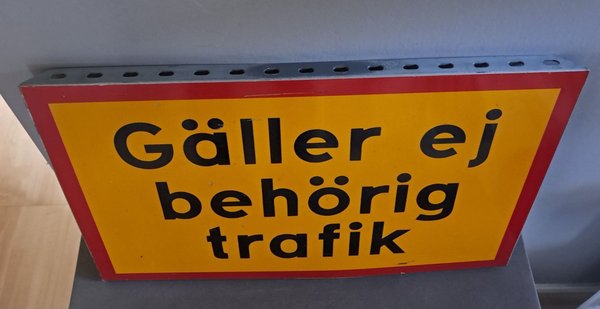 Gäller ej
behörig
trafik